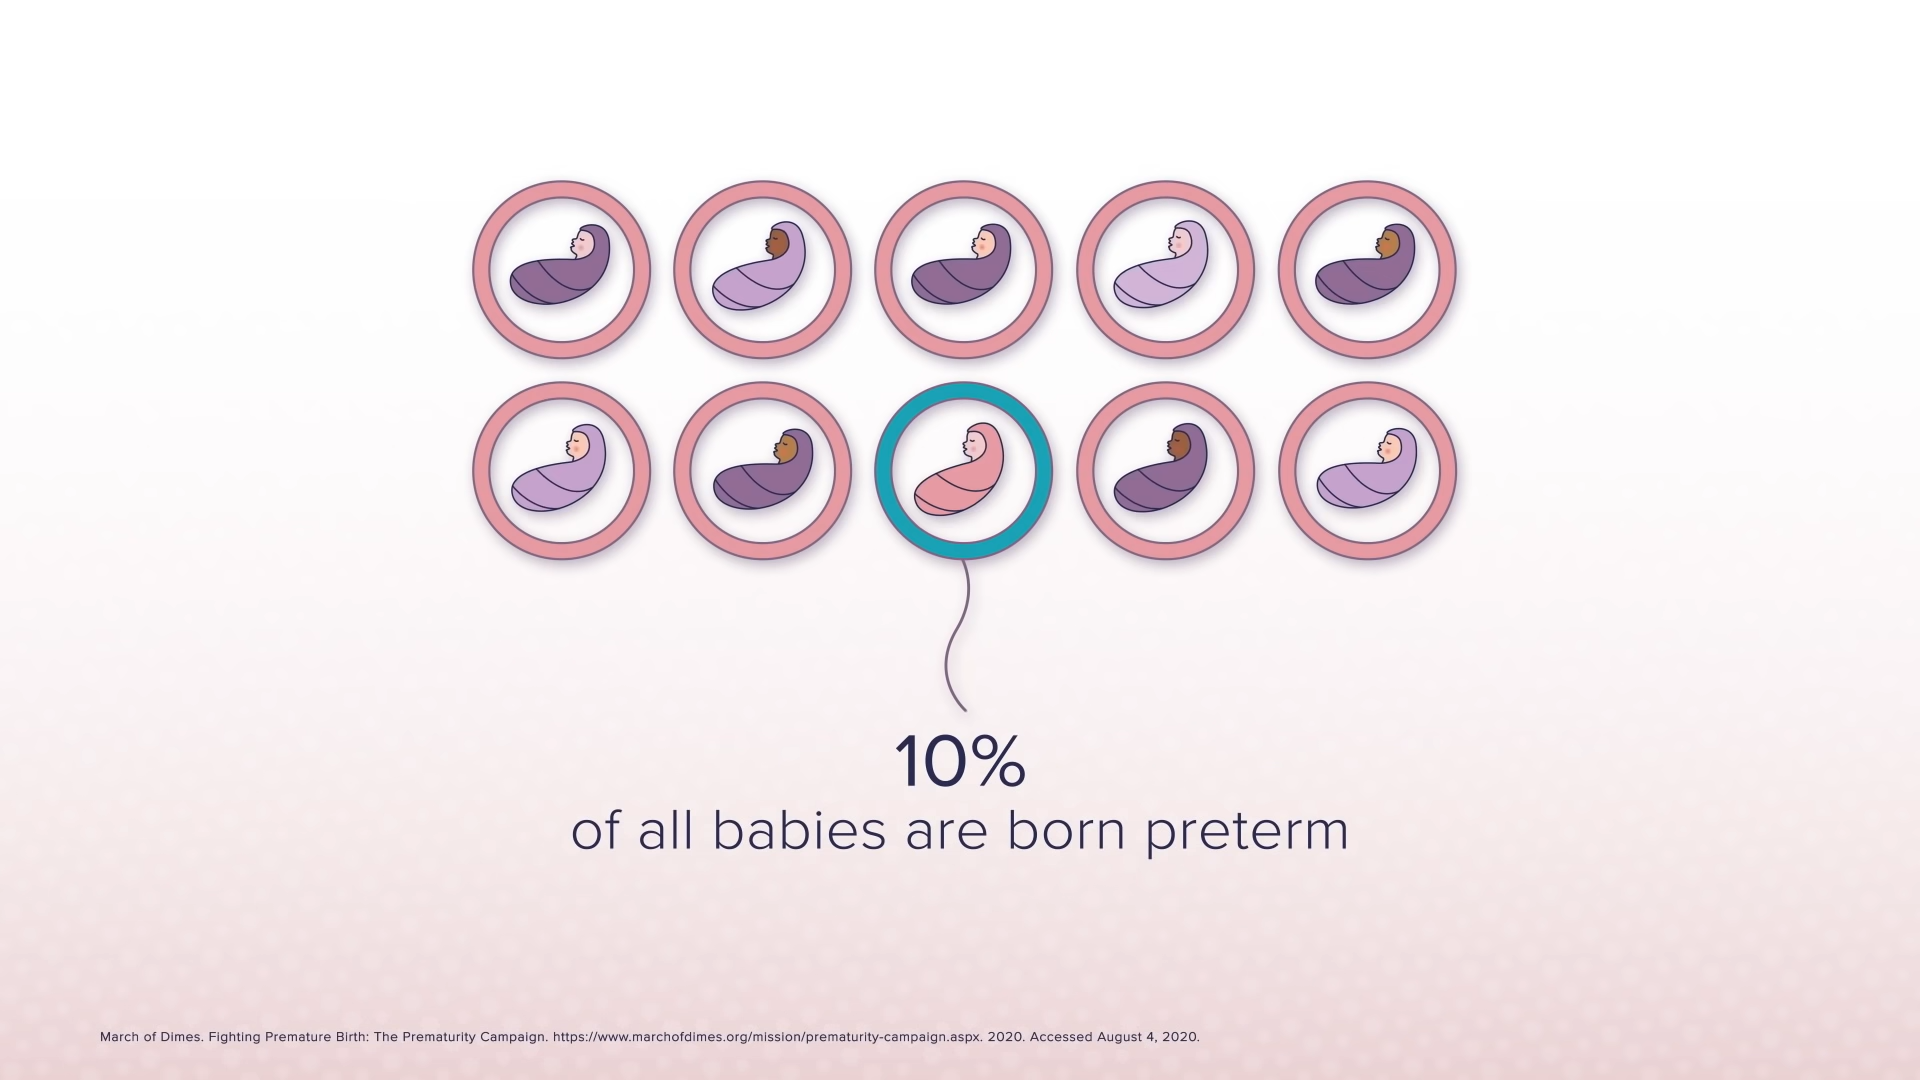 10%
of all babies are born preterm
March of Dimes. Fighting Premature Birth: The Prematurity Campaign. https://www.marchofdimes.org/mission/prematurity-campaign.aspx. 2020. Accessed August 4, 2020.